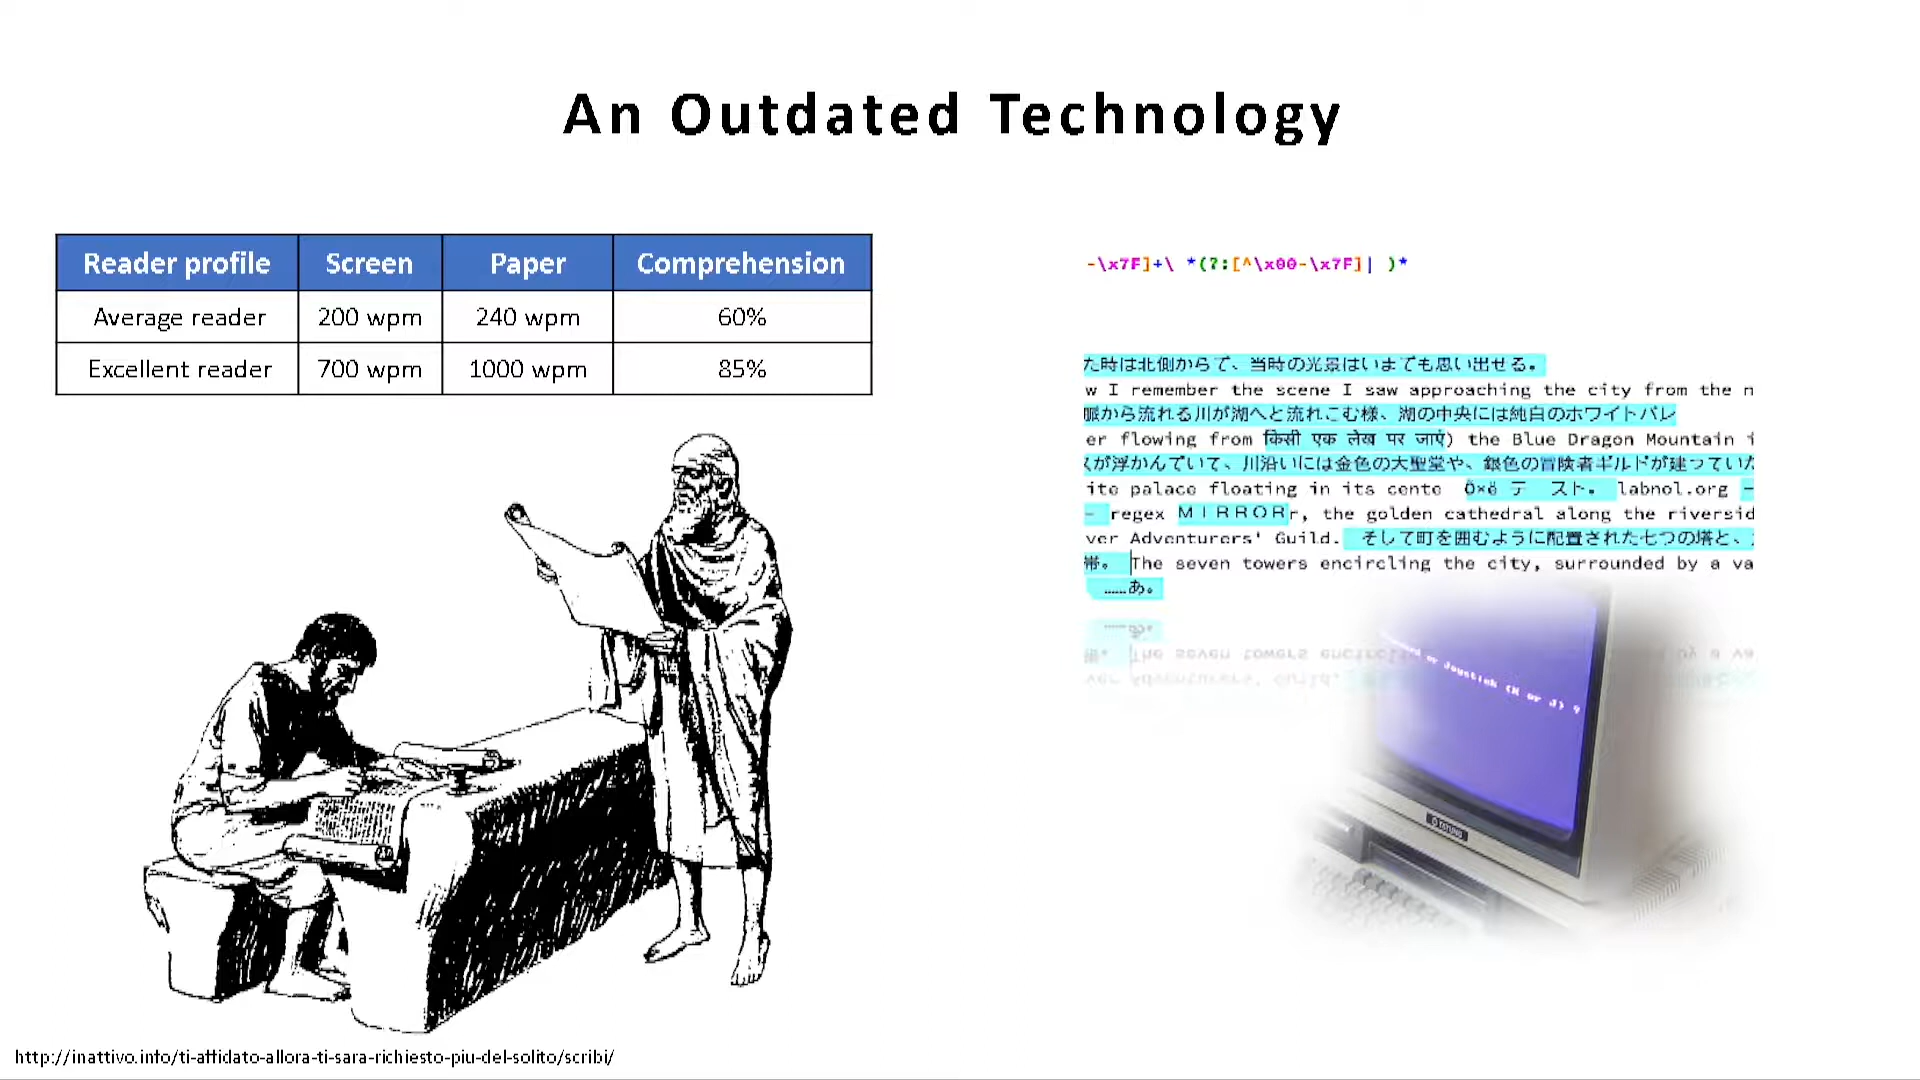 An Outdated Technology
Reader profile Screen Paper Comprehension
Average reader 200 wpm 240 wpm 60%
Excellent reader 700 wpm 1000 wpm 85%
-\x7F]+\ *(?:[^\x00-\x7F]| )*
た時は北側からで、当時の光景はいまでも思い出せる。
w I remember the scene I saw approaching the city from the n
脈から流れる川が湖へと流れこむ様、湖の中央には純白のホワイトパレ
er flowing from किसी एक लेख पर जाएं) the Blue Dragon Mountain i
が浮かんでいて、川沿いには金色の大聖堂や、銀色の冒険者ギルドが建ってい
ite palace floating in its cente テ スト。 labnol.org -
- regex MIRRORr, the golden cathedral along the riversid
ver Adventurers' Guild. そして町を囲むように配置された七つの塔と、
帯。 The seven towers encircling the city, surrounded by a va
……あ。
or Joystick (K or J) ?
TATUNG
http://inattivo.info/ti-affidato-allora-ti-sara-richiesto-piu-del-solito/scribi/